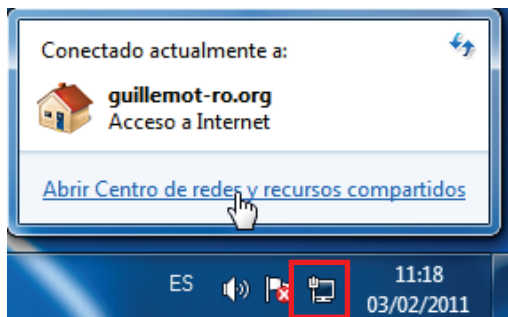 Conectado actualmente a:
guillemot-ro.org
Acceso a Internet
Abrir Centro de redes y recursos compartidos
ES
11:18
03/02/2011